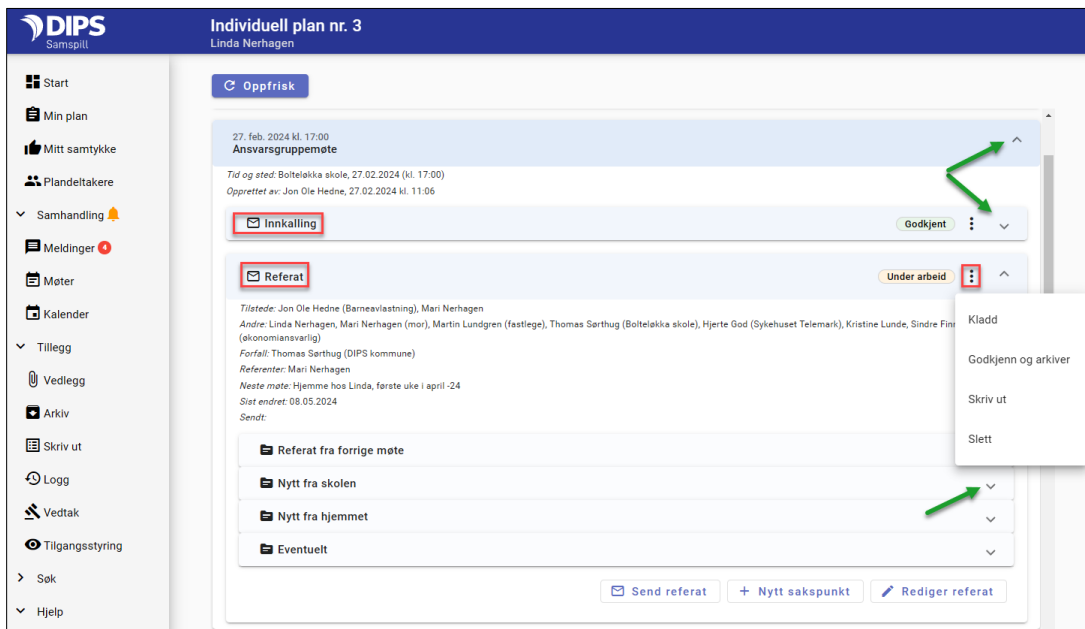 DIPS
Samspill
Individuell plan nr. 3
Linda Nerhagen
Start
Min plan
Mitt samtykke
Plandeltakere
Samhandling
Meldinger 4
Møter
Kalender
Tillegg
Vedlegg
Arkiv
Skriv ut
Logg
Vedtak
Tilgangsstyring
Søk
Hjelp
Oppfrisk
27. feb. 2024 kl. 17:00
Ansvarsgruppemøte
Tid og sted: Bolteløkka skole, 27.02.2024 (kl. 17:00)
Opprettet av: Jon Ole Hedne, 27.02.2024 kl. 11:06
Innkalling
Godkjent
Referat
Under arbeid
Tilstede: Jon Ole Hedne (Barneavlastning), Mari Nerhagen
Andre: Linda Nerhagen, Mari Nerhagen (mor), Martin Lundgren (fastlege), Thomas Sørthug (Bolteløkka skole), Hjerte God (Sykehuset Telemark), Kristine Lunde, Sindre
(økonomiansvarlig)
Forfall: Thomas Sørthug (DIPS kommune)
Referenter: Mari Nerhagen
Neste møte: Hjemme hos Linda, første uke i april -24
Sist endret: 08.05.2024
Sendt:
Kladd
Godkjenn og arkiver
Skriv ut
Slett
Referat fra forrige møte
Nytt fra skolen
Nytt fra hjemmet
Eventuelt
Send referat
+ Nytt sakspunkt
Rediger referat